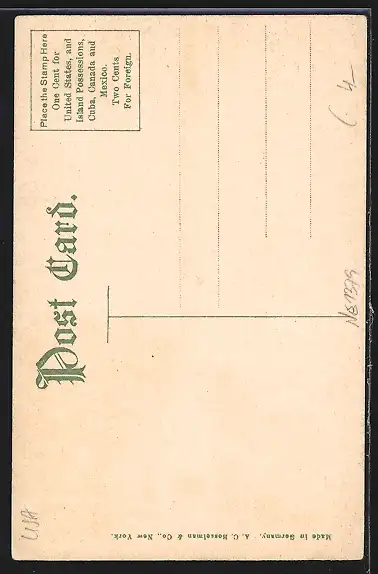 Place the Stamp Here
One Cent for
United States, and
Island Possessions,
Cuba, Canada and
Mexico.
Two Cents
For Foreign.
Post Card.
Made in Germany. A. C. Bosselman & Co., New York.
USA